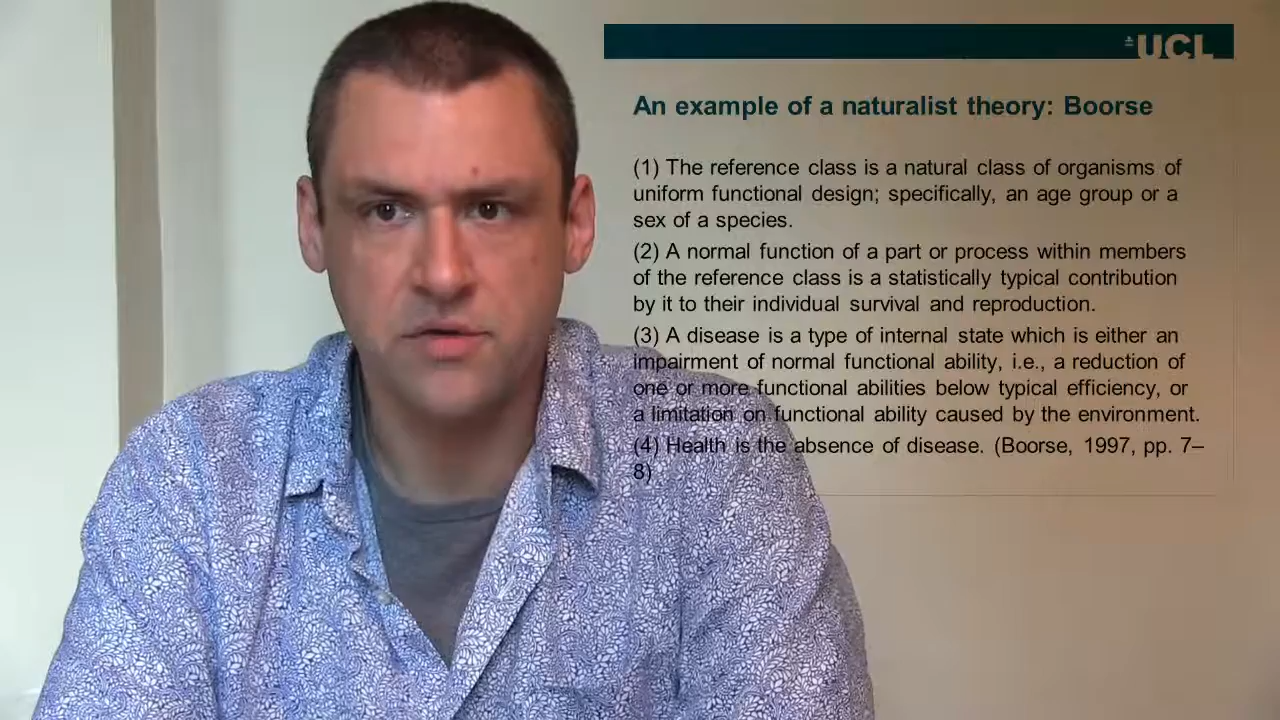 UCL
An example of a naturalist theory: Boorse
(1) The reference class is a natural class of organisms of
uniform functional design; specifically, an age group or a
sex of a species.
(2) A normal function of a part or process within members
of the reference class is a statistically typical contribution
by it to their individual survival and reproduction.
(3) A disease is a type of internal state which is either an
impairment of normal functional ability, i.e., a reduction of
one or more functional abilities below typical efficiency, or
a limitation on functional ability caused by the environment.
(4) Health is the absence of disease. (Boorse, 1997, pp. 7–
8)